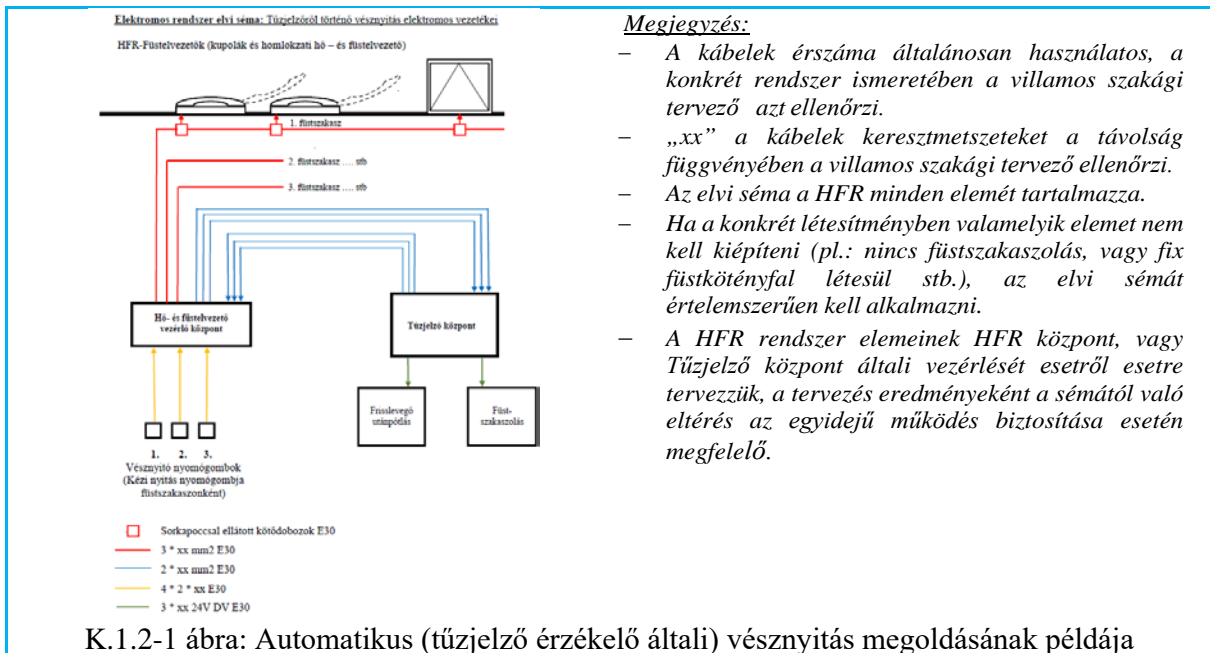 Elektromos rendszer elvi séma: Tűzjelzőről történő vésznyitás elektromos vezetékei
HFR-Füstelvezetők (kupolák és homlokzati hő – és füstelvezető)
1. füstszakasz
2. füstszakasz .... stb
3. füstszakasz .... stb
Hő- és füstelvezető
vezérlő központ
Tűzjelző központ
Frisslevegő
utánpótlás
Füst-
szakaszolás
1. 2. 3.
Vésznyitó nyomógombok
(Kézi nyitás nyomógombja
füstszakaszonként)
Sorkapoccsal ellátott kötődobozok E30
3 * xx mm2 E30
2 * xx mm2 E30
4 * 2 * xx E30
3 * xx 24V DV E30
Megjegyzés:
– A kábelek érszáma általánosan használatos, a
konkrét rendszer ismeretében a villamos szakági
tervező azt ellenőrzi.
– „xx” a kábelek keresztmetszeteket a távolság
függvényében a villamos szakági tervező ellenőrzi.
– Az elvi séma a HFR minden elemét tartalmazza.
– Ha a konkrét létesítményben valamelyik elemet nem
kell kiépíteni (pl.: nincs füstszakaszolás, vagy fix
füstkötényfal létesül stb.), az elvi sémát
értelemszerűen kell alkalmazni.
– A HFR rendszer elemeinek HFR központ, vagy
Tűzjelző központ általi vezérlését esetről esetre
tervezzük, a tervezés eredményeként a sémától való
eltérés az egyidejű működés biztosítása esetén
megfelelő.
K.1.2-1 ábra: Automatikus (tűzjelző érzékelő általi) vésznyitás megoldásának példája